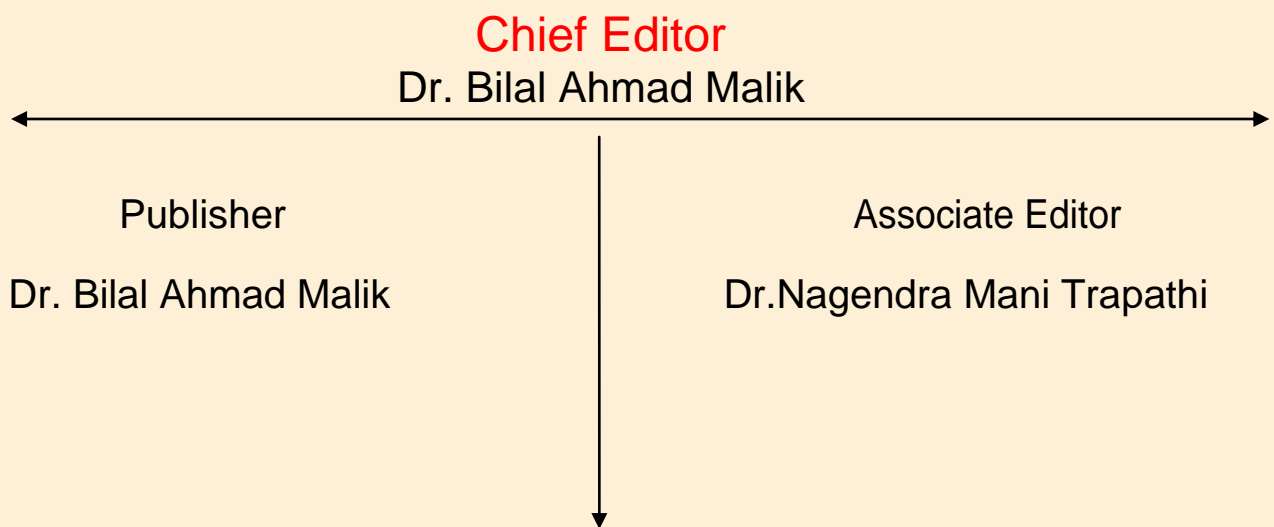 Chief Editor
Dr. Bilal Ahmad Malik
Publisher
Dr. Bilal Ahmad Malik
Associate Editor
Dr.Nagendra Mani Trapathi